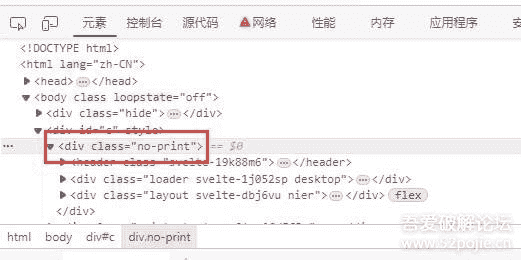 元素 控制台 源代码 网络 性能 内存 应用程序 安
<!DOCTYPE html>
<html lang="zh-CN">
<head>⋯</head>
<body class loopstate="off">
<div class="hide">⋯</div>
<div id="c" style>
⋯ <div class="no-print"> == $0
<header class="svelte-19k88m6">⋯</header>
<div class="loader svelte-1j052sp desktop">⋯</div>
<div class="layout svelte-dbj6vu nier">⋯</div> flex
</div>
html body div#c div.no-print
吾爱破解论坛
www.52pojie.cn